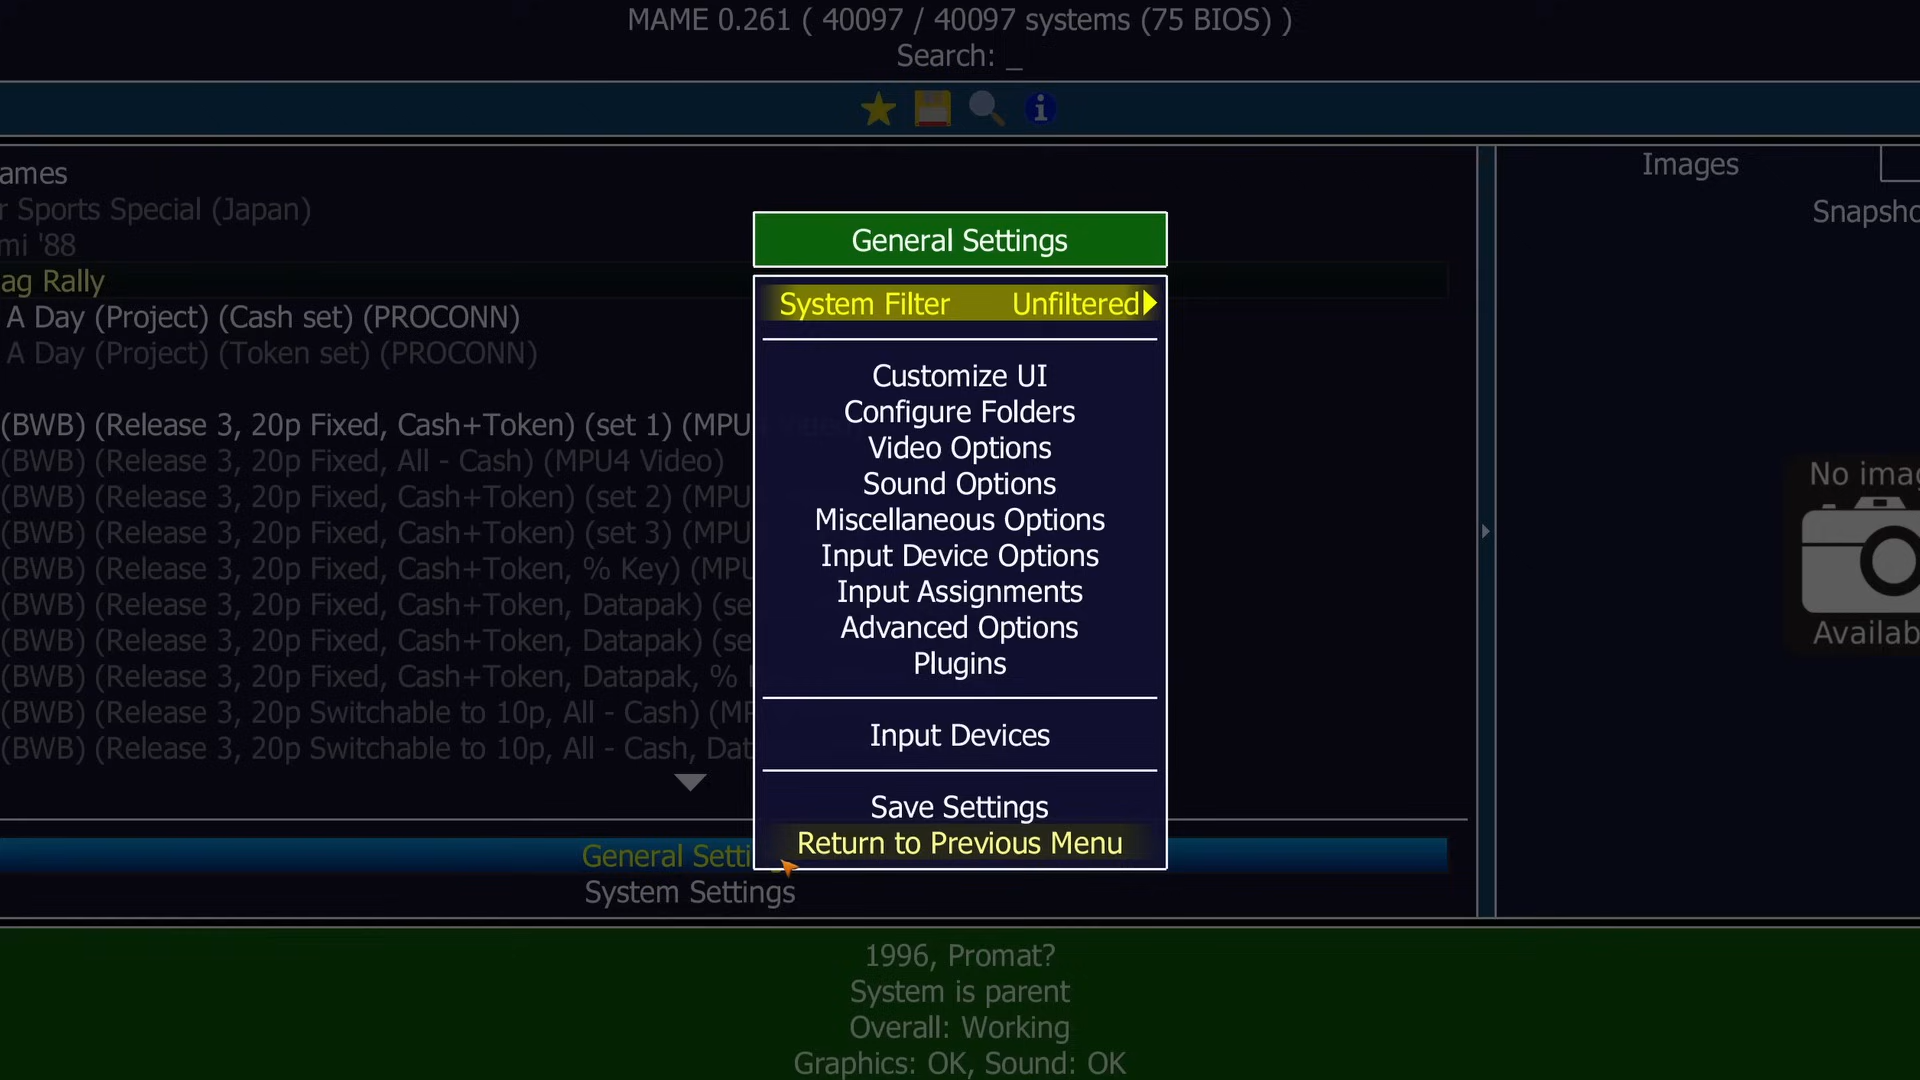 MAME 0.261 ( 40097 / 40097 systems (75 BIOS) )
Search: _
ames
r Sports Special (Japan)
mi '88
ag Rally
A Day (Project) (Cash set) (PROCONN)
A Day (Project) (Token set) (PROCONN)
(BWB) (Release 3, 20p Fixed, Cash+Token) (set 1) (MPU
(BWB) (Release 3, 20p Fixed, All - Cash) (MPU4 Video)
(BWB) (Release 3, 20p Fixed, Cash+Token) (set 2) (MPU
(BWB) (Release 3, 20p Fixed, Cash+Token) (set 3) (MPU
(BWB) (Release 3, 20p Fixed, Cash+Token, % Key) (MPU
(BWB) (Release 3, 20p Fixed, Cash+Token, Datapak) (se
(BWB) (Release 3, 20p Fixed, Cash+Token, Datapak) (se
(BWB) (Release 3, 20p Fixed, Cash+Token, Datapak, %
(BWB) (Release 3, 20p Switchable to 10p, All - Cash) (MP
(BWB) (Release 3, 20p Switchable to 10p, All - Cash, Dat
General Setti
System Settings
General Settings
System Filter Unfiltered
Customize UI
Configure Folders
Video Options
Sound Options
Miscellaneous Options
Input Device Options
Input Assignments
Advanced Options
Plugins
Input Devices
Save Settings
Return to Previous Menu
Images
Snapsho
No imag
Availab
1996, Promat?
System is parent
Overall: Working
Graphics: OK, Sound: OK